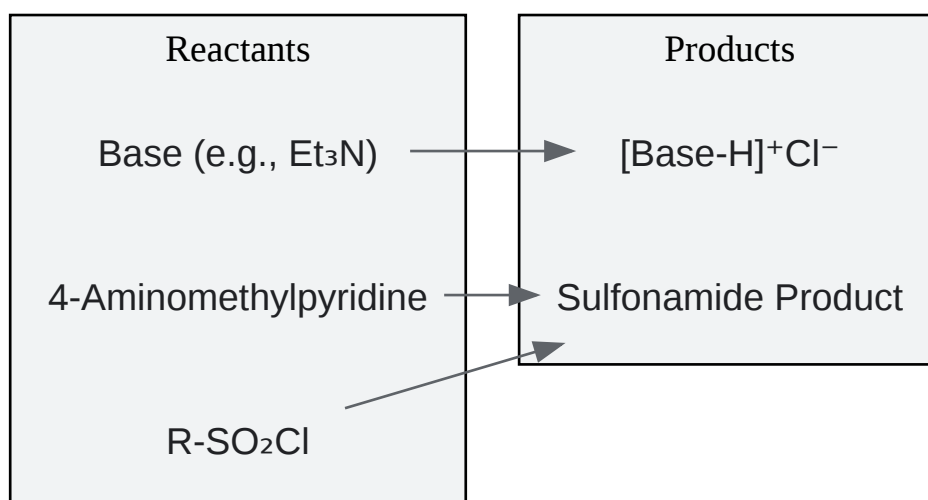 Reactants
Products
Base (e.g., Et₃N)
[Base-H]⁺Cl⁻
4-Aminomethylpyridine
Sulfonamide Product
R-SO₂Cl